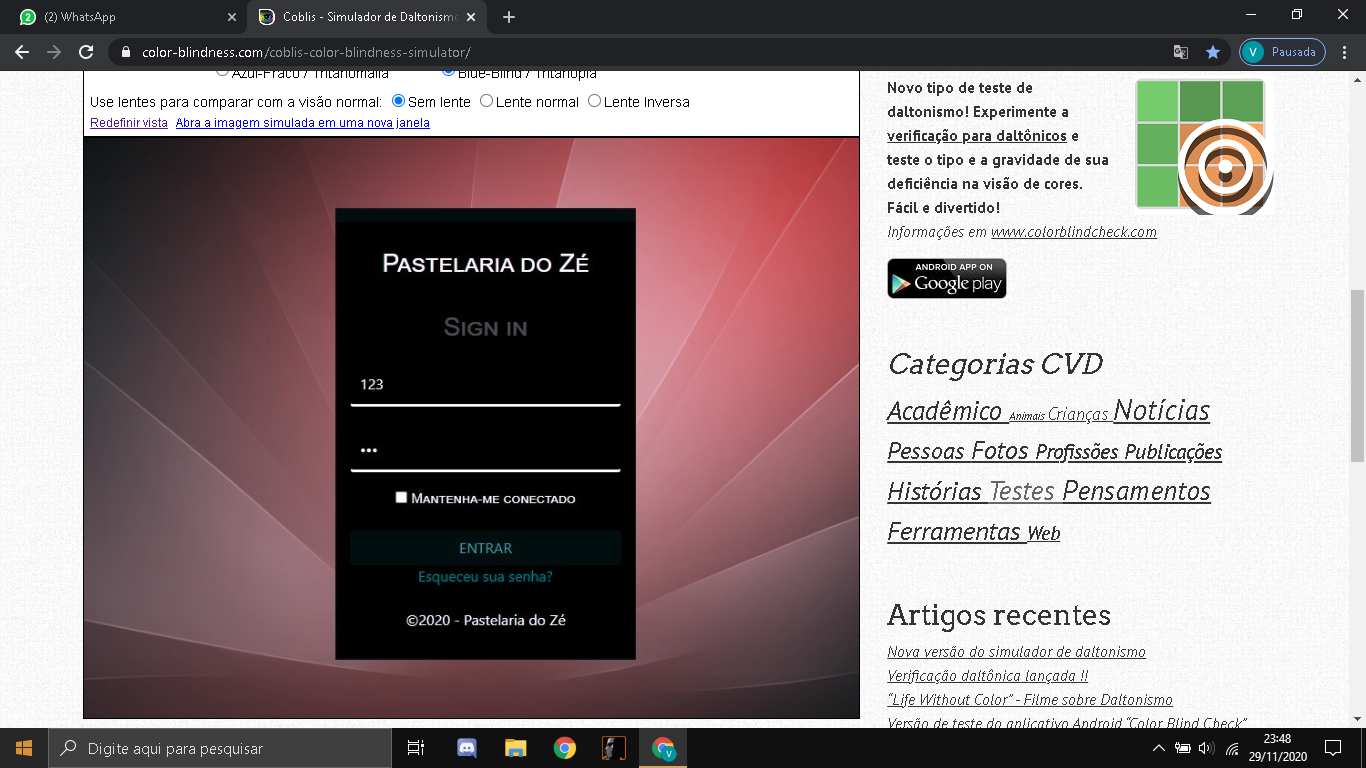 (2) WhatsApp
Coblis - Simulador de Daltonismo
color-blindness.com/coblis-color-blindness-simulator/
Pausada
Azul-Fraco / Tritanomalia Blue-Blind / Tritanopia
Use lentes para comparar com a visão normal: Sem lente Lente normal Lente Inversa
Redefinir vista Abra a imagem simulada em uma nova janela
PASTELARIA DO ZÉ
SIGN IN
123
•••
MANTENHA-ME CONECTADO
ENTRAR
Esqueceu sua senha?
©2020 - Pastelaria do Zé
Novo tipo de teste de
daltonismo! Experimente a
verificação para daltônicos e
teste o tipo e a gravidade de sua
deficiência na visão de cores.
Fácil e divertido!
Informações em www.colorblindcheck.com
ANDROID APP ON
Google play
Categorias CVD
Acadêmico Animais Crianças Notícias
Pessoas Fotos Profissões Publicações
Histórias Testes Pensamentos
Ferramentas Web
Artigos recentes
Nova versão do simulador de daltonismo
Verificação daltônica lançada !!
“Life Without Color” - Filme sobre Daltonismo
Versão de teste do aplicativo Android “Color Blind Check”
Digite aqui para pesquisar
23:48
29/11/2020